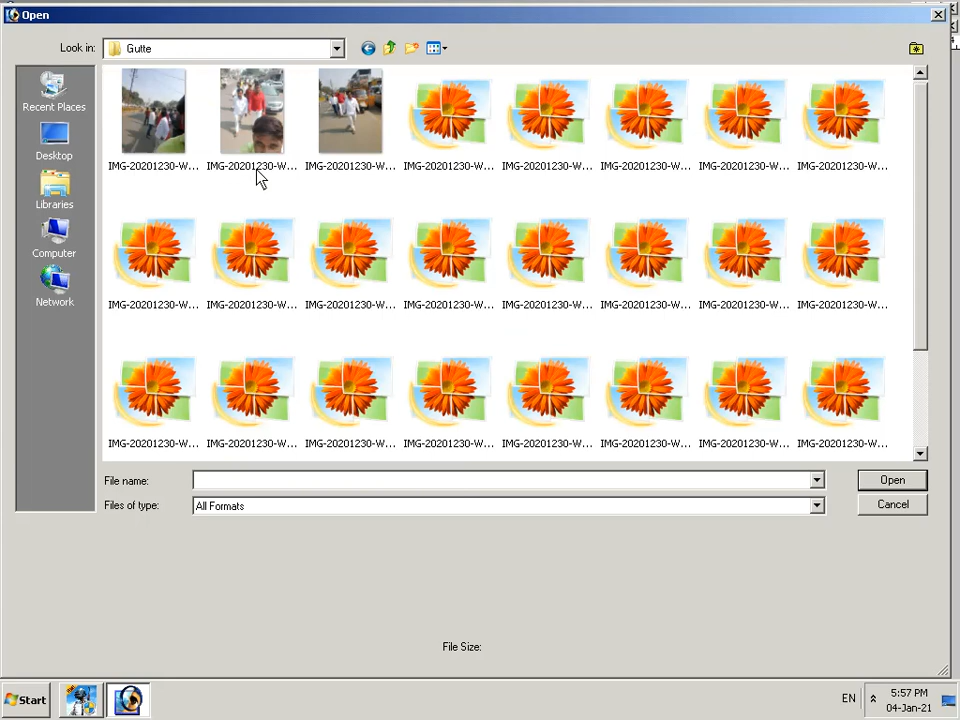 Open
Look in: Gutte
Recent Places
Desktop
Libraries
Computer
Network
IMG-20201230-W... IMG-20201230-W... IMG-20201230-W... IMG-20201230-W... IMG-20201230-W... IMG-20201230-W... IMG-20201230-W... IMG-20201230-W...
IMG-20201230-W... IMG-20201230-W... IMG-20201230-W... IMG-20201230-W... IMG-20201230-W... IMG-20201230-W... IMG-20201230-W... IMG-20201230-W...
IMG-20201230-W... IMG-20201230-W... IMG-20201230-W... IMG-20201230-W... IMG-20201230-W... IMG-20201230-W... IMG-20201230-W... IMG-20201230-W...
File name: Open
Files of type: All Formats Cancel
File Size:
Start EN 5:57 PM
04-Jan-21